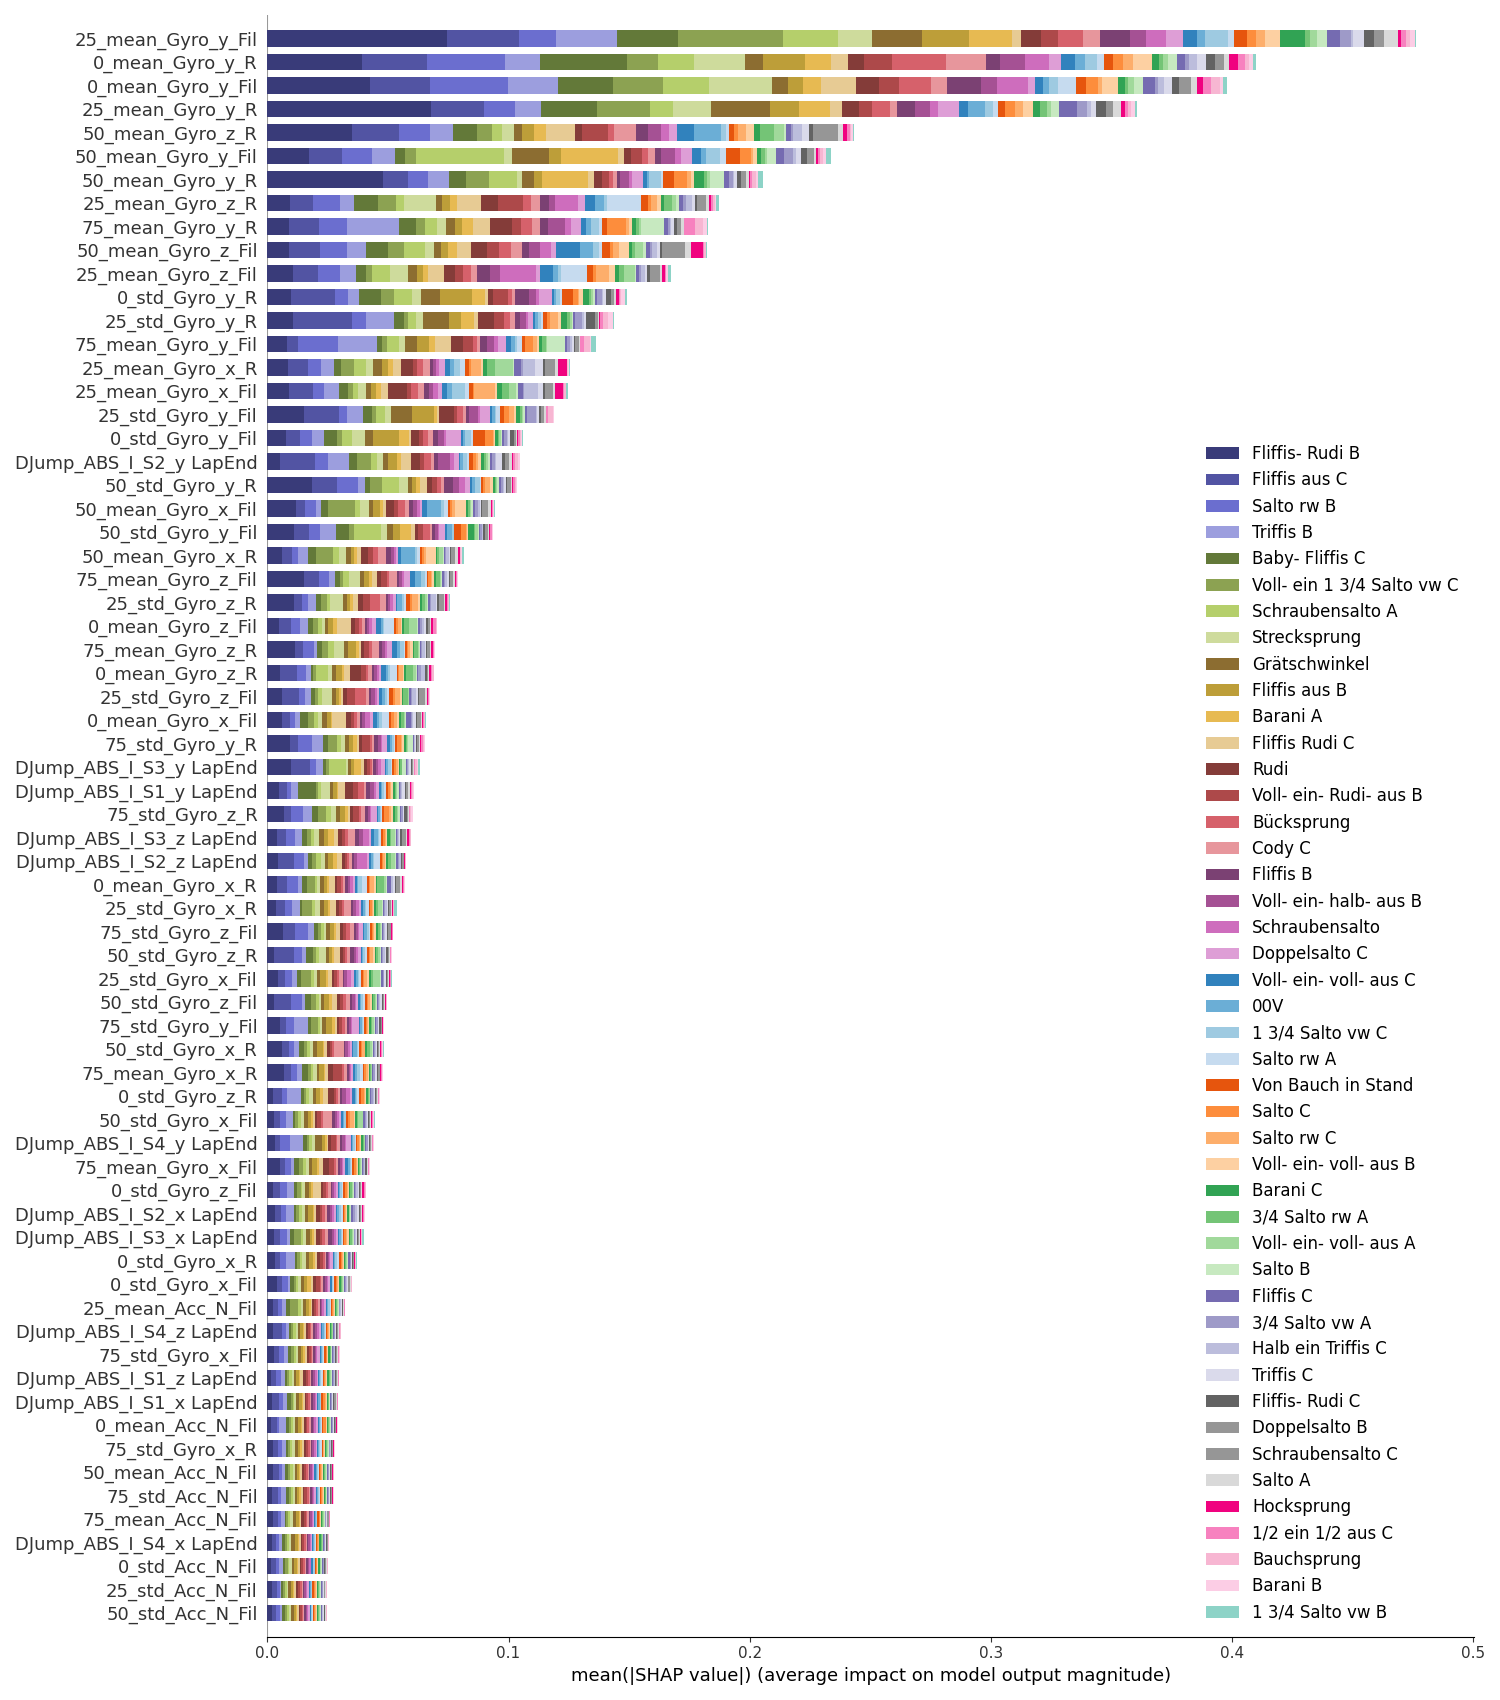 25_mean_Gyro_y_Fil
0_mean_Gyro_y_R
0_mean_Gyro_y_Fil
25_mean_Gyro_y_R
50_mean_Gyro_z_R
50_mean_Gyro_y_Fil
50_mean_Gyro_y_R
25_mean_Gyro_z_R
75_mean_Gyro_y_R
50_mean_Gyro_z_Fil
25_mean_Gyro_z_Fil
0_std_Gyro_y_R
25_std_Gyro_y_R
75_mean_Gyro_y_Fil
25_mean_Gyro_x_R
25_mean_Gyro_x_Fil
25_std_Gyro_y_Fil
0_std_Gyro_y_Fil
DJump_ABS_I_S2_y LapEnd
50_std_Gyro_y_R
50_mean_Gyro_x_Fil
50_std_Gyro_y_Fil
50_mean_Gyro_x_R
75_mean_Gyro_z_Fil
25_std_Gyro_z_R
0_mean_Gyro_z_Fil
75_mean_Gyro_z_R
0_mean_Gyro_z_R
25_std_Gyro_z_Fil
0_mean_Gyro_x_Fil
75_std_Gyro_y_R
DJump_ABS_I_S3_y LapEnd
DJump_ABS_I_S1_y LapEnd
75_std_Gyro_z_R
DJump_ABS_I_S3_z LapEnd
DJump_ABS_I_S2_z LapEnd
0_mean_Gyro_x_R
25_std_Gyro_x_R
75_std_Gyro_z_Fil
50_std_Gyro_z_R
25_std_Gyro_x_Fil
50_std_Gyro_z_Fil
75_std_Gyro_y_Fil
50_std_Gyro_x_R
75_mean_Gyro_x_R
0_std_Gyro_z_R
50_std_Gyro_x_Fil
DJump_ABS_I_S4_y LapEnd
75_mean_Gyro_x_Fil
0_std_Gyro_z_Fil
DJump_ABS_I_S2_x LapEnd
DJump_ABS_I_S3_x LapEnd
0_std_Gyro_x_R
0_std_Gyro_x_Fil
25_mean_Acc_N_Fil
DJump_ABS_I_S4_z LapEnd
75_std_Gyro_x_Fil
DJump_ABS_I_S1_z LapEnd
DJump_ABS_I_S1_x LapEnd
0_mean_Acc_N_Fil
75_std_Gyro_x_R
50_mean_Acc_N_Fil
75_std_Acc_N_Fil
75_mean_Acc_N_Fil
DJump_ABS_I_S4_x LapEnd
0_std_Acc_N_Fil
25_std_Acc_N_Fil
50_std_Acc_N_Fil
Fliffis- Rudi B
Fliffis aus C
Salto rw B
Triffis B
Baby- Fliffis C
Voll- ein 1 3/4 Salto vw C
Schraubensalto A
Strecksprung
Grätschwinkel
Fliffis aus B
Barani A
Fliffis Rudi C
Rudi
Voll- ein- Rudi- aus B
Bücksprung
Cody C
Fliffis B
Voll- ein- halb- aus B
Schraubensalto
Doppelsalto C
Voll- ein- voll- aus C
00V
1 3/4 Salto vw C
Salto rw A
Von Bauch in Stand
Salto C
Salto rw C
Voll- ein- voll- aus B
Barani C
3/4 Salto rw A
Voll- ein- voll- aus A
Salto B
Fliffis C
3/4 Salto vw A
Halb ein Triffis C
Triffis C
Fliffis- Rudi C
Doppelsalto B
Schraubensalto C
Salto A
Hocksprung
1/2 ein 1/2 aus C
Bauchsprung
Barani B
1 3/4 Salto vw B
0.0 0.1 0.2 0.3 0.4 0.5
mean(|SHAP value|) (average impact on model output magnitude)